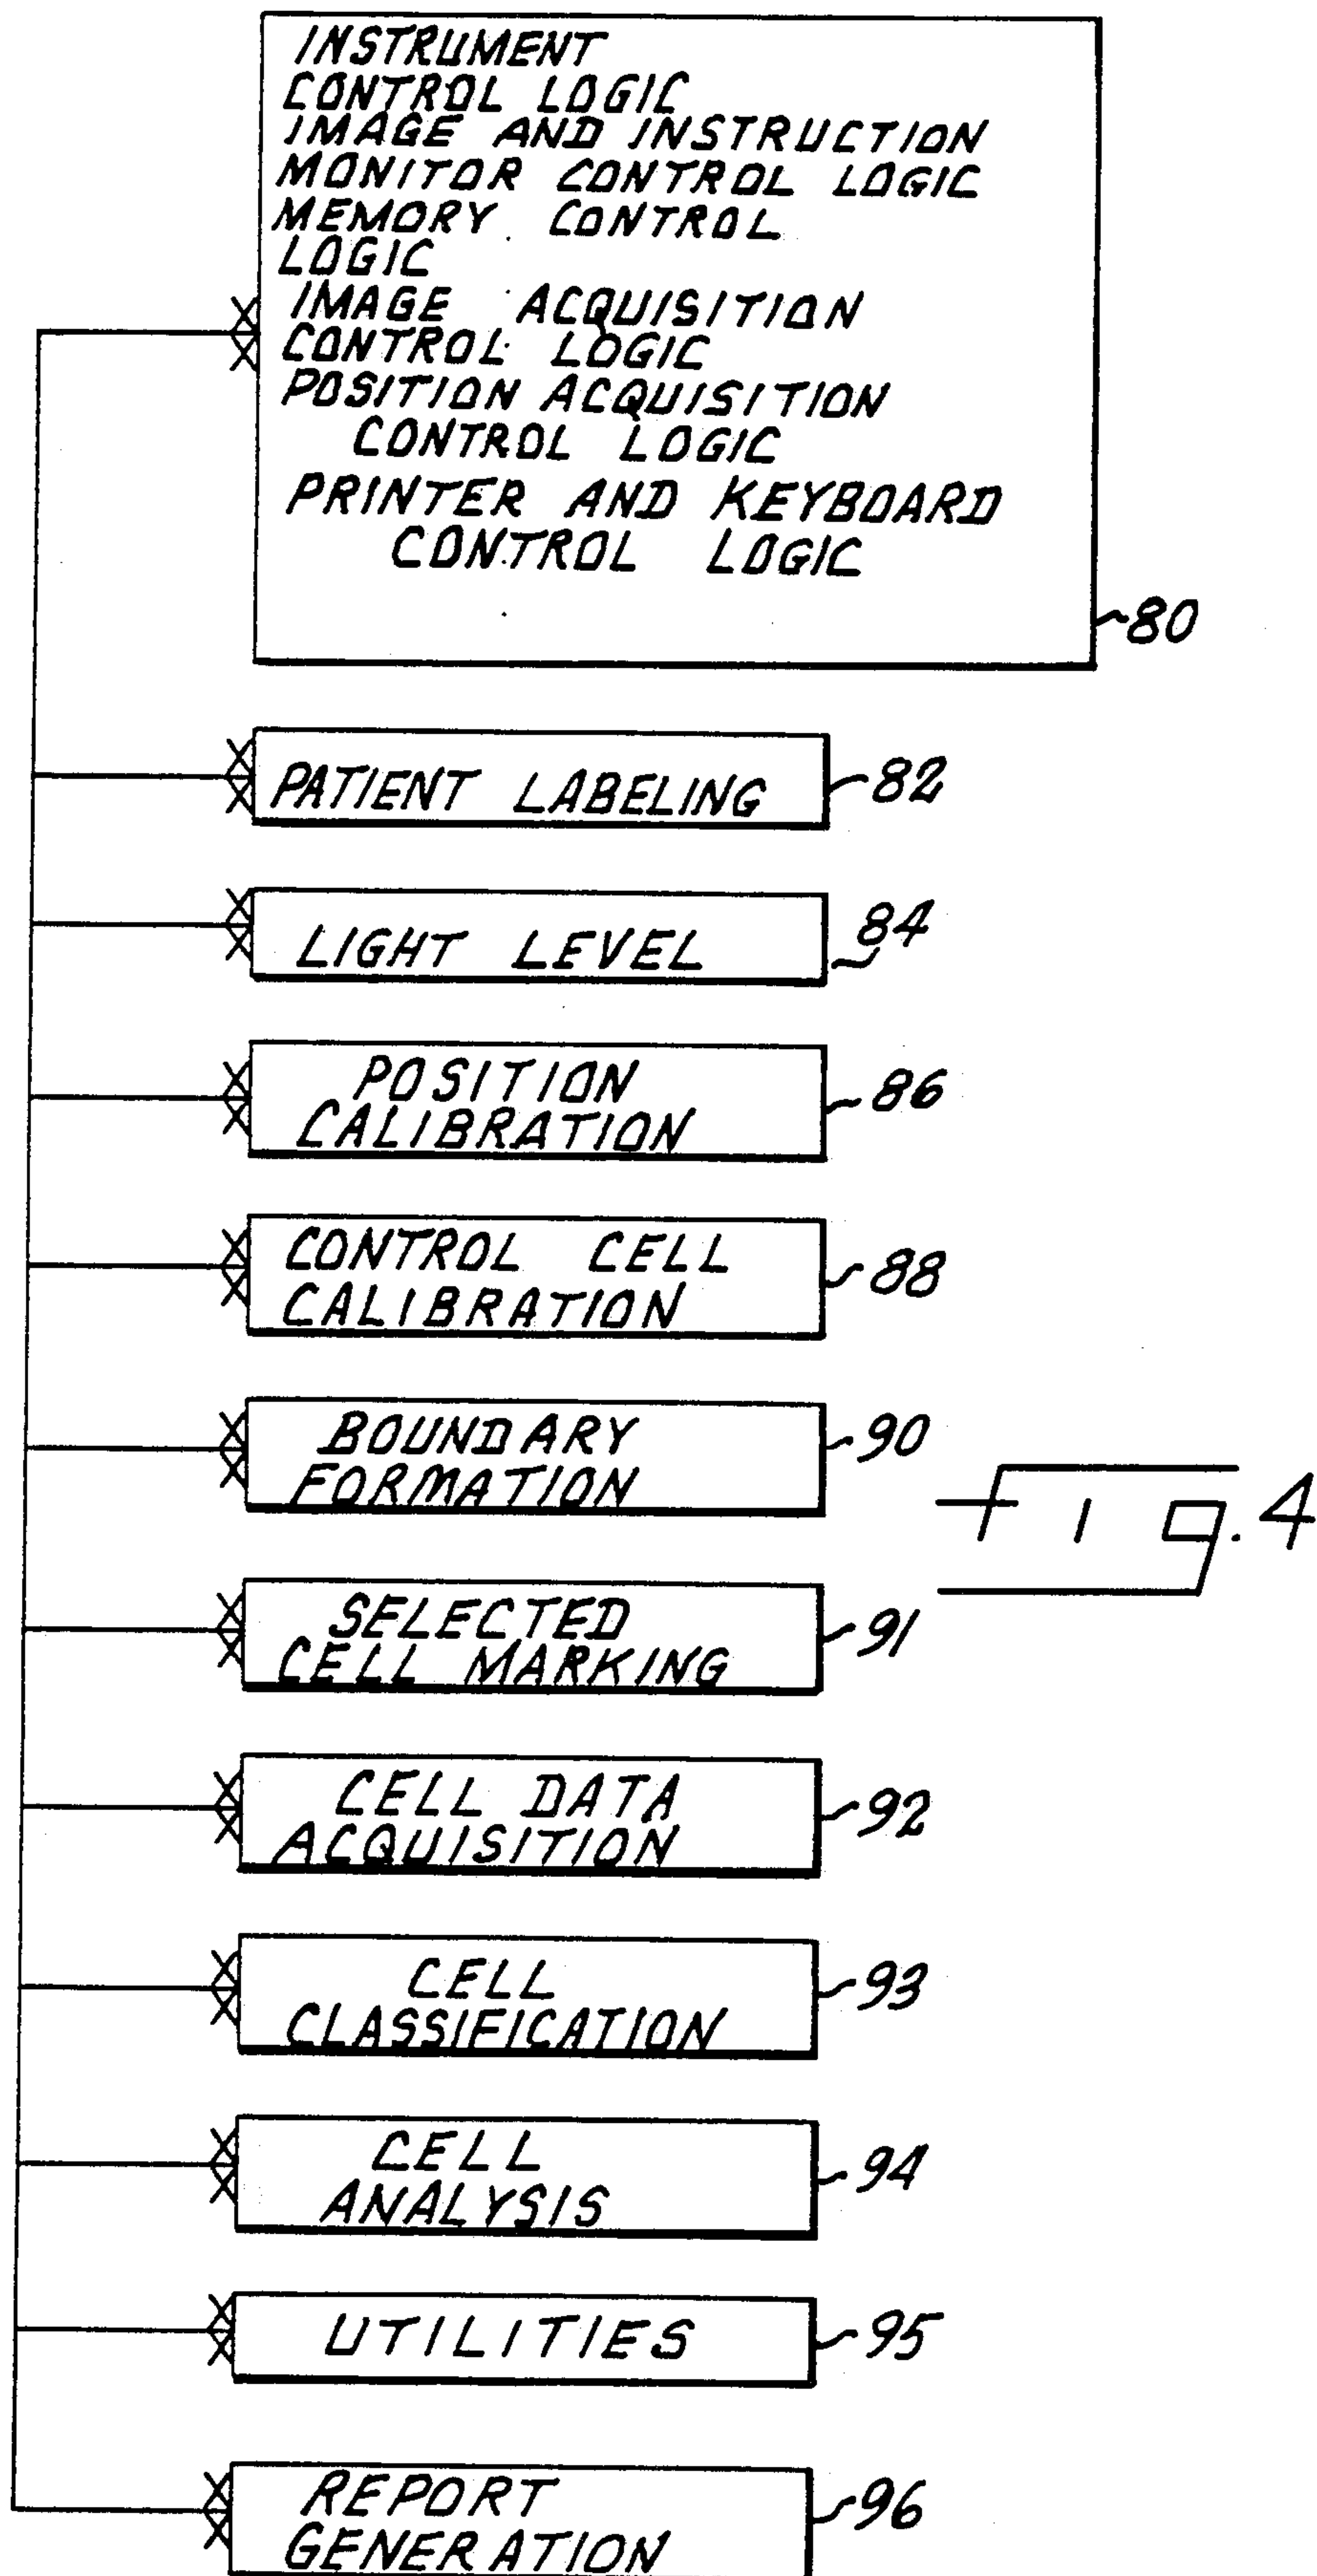 INSTRUMENT
CONTROL LOGIC
IMAGE AND INSTRUCTION
MONITOR CONTROL LOGIC
MEMORY CONTROL
LOGIC
IMAGE ACQUISITION
CONTROL LOGIC
POSITION ACQUISITION
CONTROL LOGIC
PRINTER AND KEYBOARD
CONTROL LOGIC
80
PATIENT LABELING
82
LIGHT LEVEL
84
POSITION
CALIBRATION
86
CONTROL CELL
CALIBRATION
88
BOUNDARY
FORMATION
90
Fig. 4
SELECTED
CELL MARKING
91
CELL DATA
ACQUISITION
92
CELL
CLASSIFICATION
93
CELL
ANALYSIS
94
UTILITIES
95
REPORT
GENERATION
96